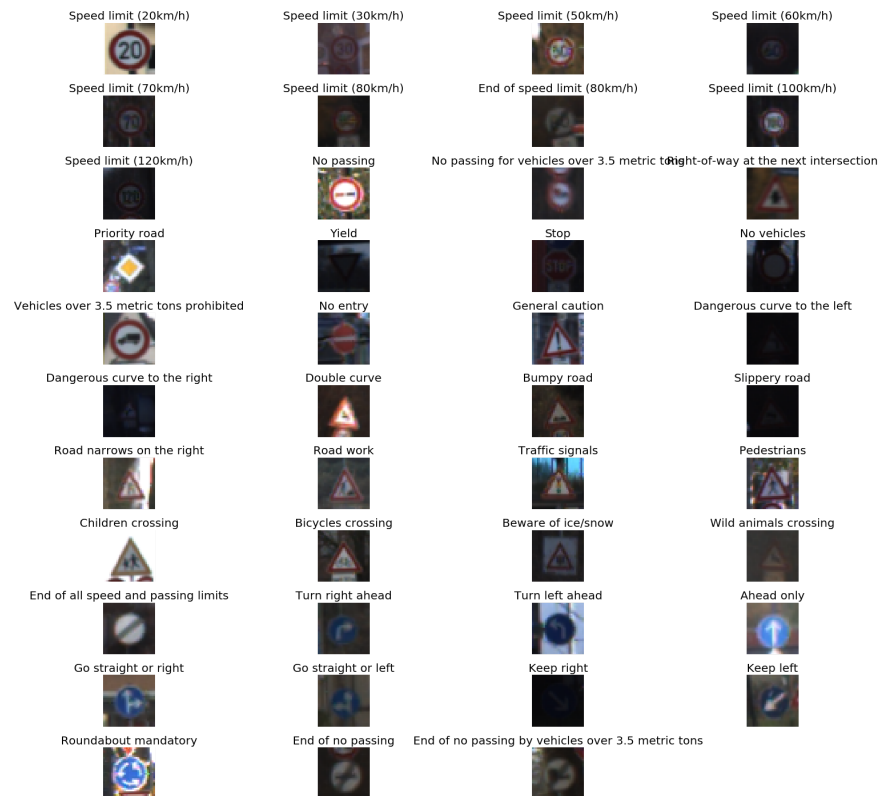 Speed limit (20km/h)
Speed limit (30km/h)
Speed limit (50km/h)
Speed limit (60km/h)
20
30
50
60
Speed limit (70km/h)
Speed limit (80km/h)
End of speed limit (80km/h)
Speed limit (100km/h)
70
80
100
Speed limit (120km/h)
No passing
No passing for vehicles over 3.5 metric tons
Right-of-way at the next intersection
120
Priority road
Yield
Stop
No vehicles
STOP
Vehicles over 3.5 metric tons prohibited
No entry
General caution
Dangerous curve to the left
Dangerous curve to the right
Double curve
Bumpy road
Slippery road
Road narrows on the right
Road work
Traffic signals
Pedestrians
Children crossing
Bicycles crossing
Beware of ice/snow
Wild animals crossing
End of all speed and passing limits
Turn right ahead
Turn left ahead
Ahead only
Go straight or right
Go straight or left
Keep right
Keep left
Roundabout mandatory
End of no passing
End of no passing by vehicles over 3.5 metric tons